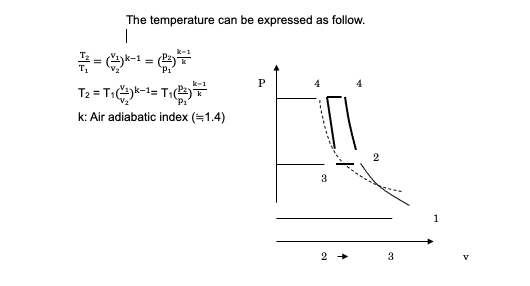 The temperature can be expressed as follow.
T₂/T₁ = (v₁/v₂)^k−1 = (p₂/p₁)^k−1/k
T₂ = T₁(v₁/v₂)^k−1 = T₁(p₂/p₁)^k−1/k
k: Air adiabatic index (≒1.4)
P
4 4
2
3
1
2 → 3 v